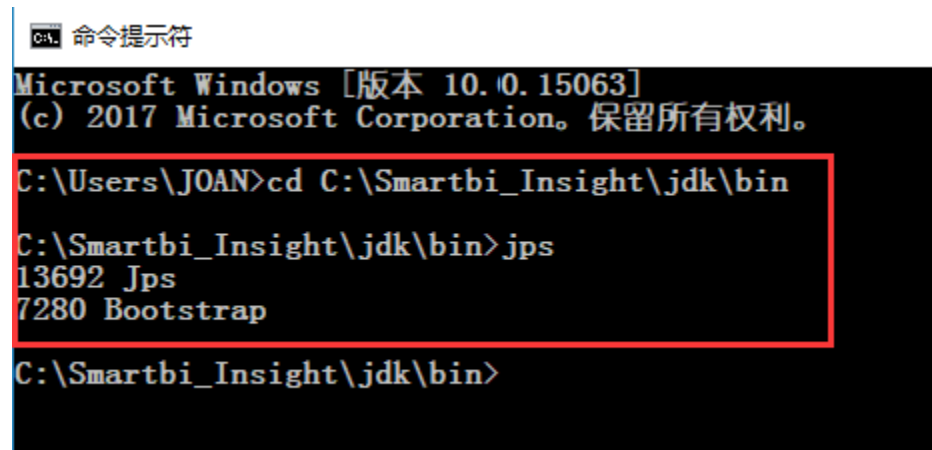 命令提示符
Microsoft Windows [版本 10.0.15063]
(c) 2017 Microsoft Corporation。保留所有权利。
C:\Users\JOAN>cd C:\Smartbi_Insight\jdk\bin
C:\Smartbi_Insight\jdk\bin>jps
13692 Jps
7280 Bootstrap
C:\Smartbi_Insight\jdk\bin>